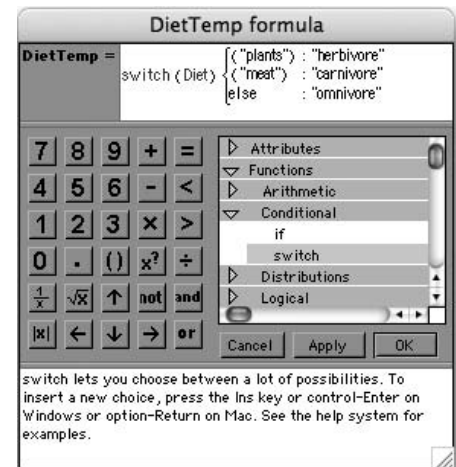 DietTemp formula
DietTemp =
switch (Diet)
("plants") : "herbivore"
("meat") : "carnivore"
else : "omnivore"
7 8 9 + =
4 5 6 - <
1 2 3 × >
0 . () x? ÷
1/x √x ↑ not and
|x| ← ↓ → or
Attributes
Functions
Arithmetic
Conditional
if
switch
Distributions
Logical
Cancel Apply OK
switch lets you choose between a lot of possibilities. To
insert a new choice, press the Ins key or control-Enter on
Windows or option-Return on Mac. See the help system for
examples.